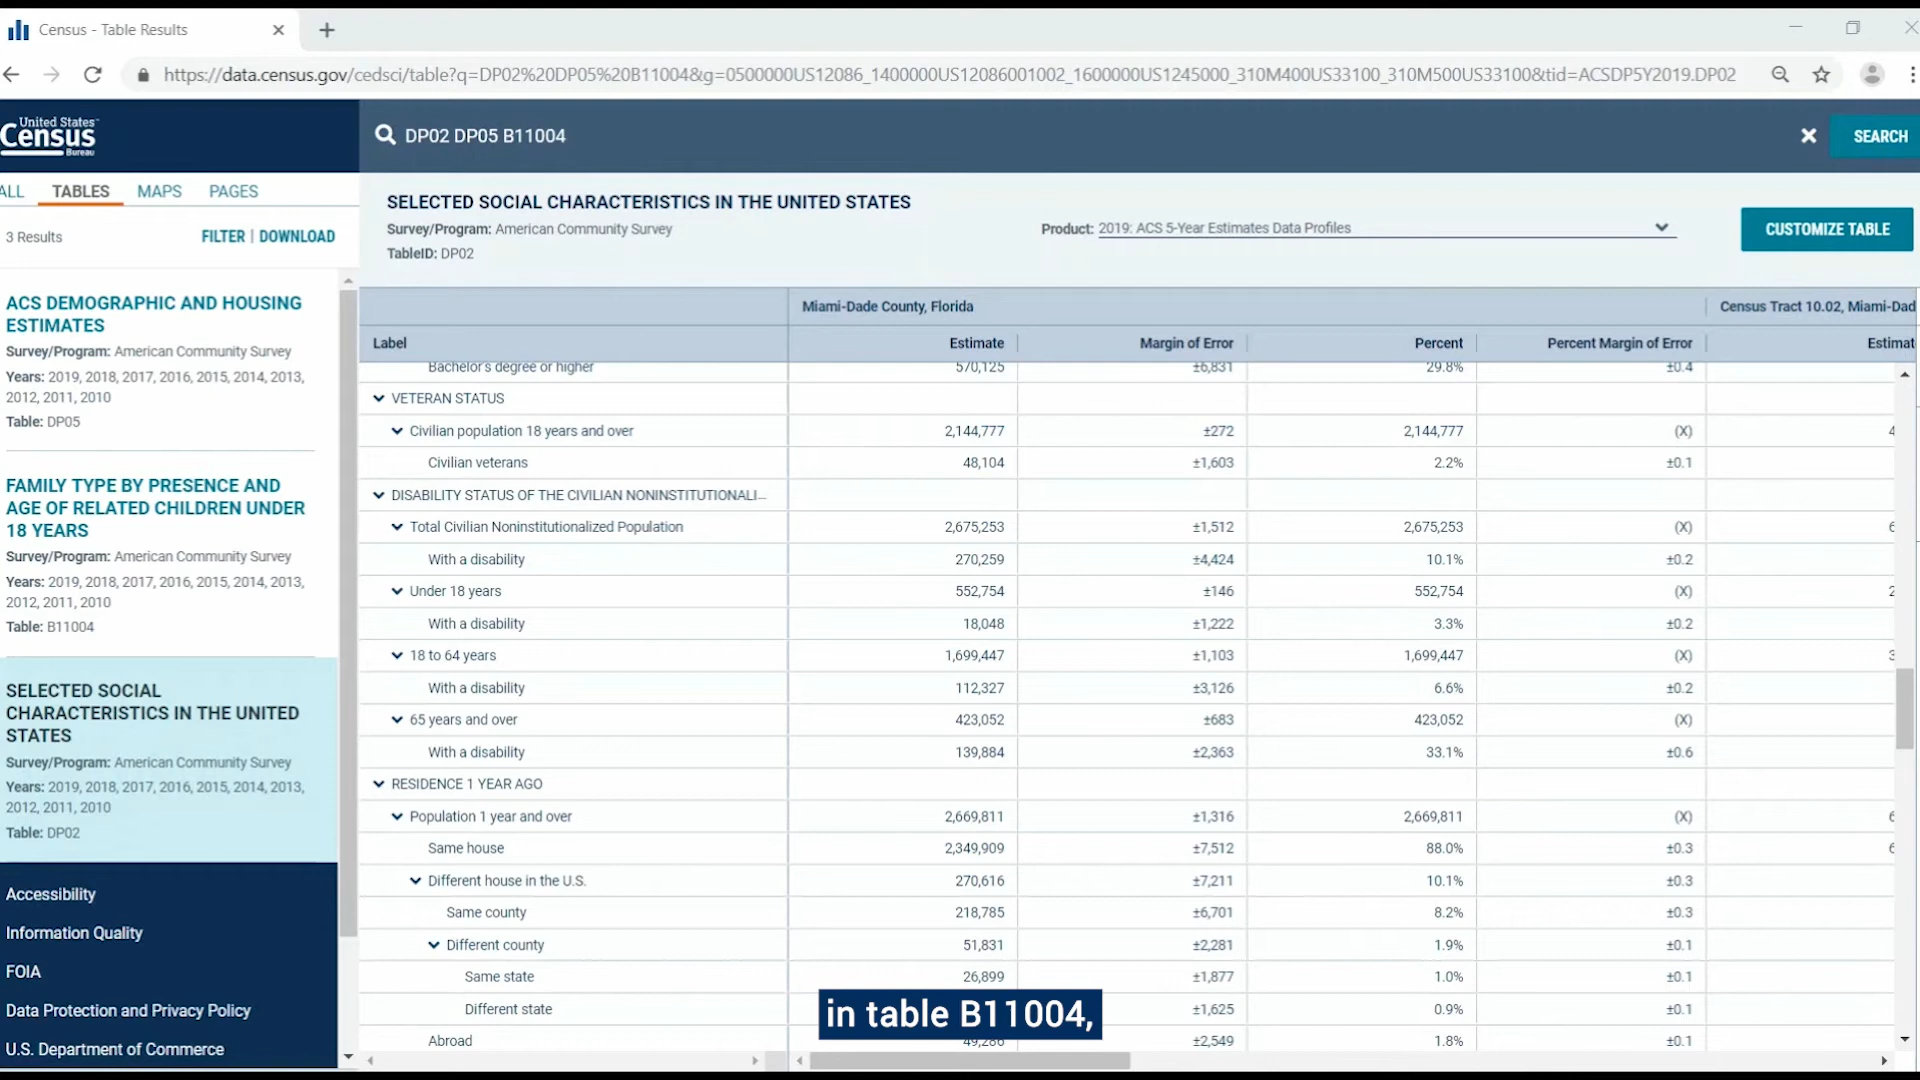 Census - Table Results
https://data.census.gov/cedsci/table?q=DP02%20DP05%20B11004&g=0500000US12086_1400000US12086001002_1600000US1245000_310M400US33100_310M500US33100&tid=ACSDP5Y2019.DP02
United States™
Census
Bureau
DP02 DP05 B11004
SEARCH
ALL TABLES MAPS PAGES
3 Results FILTER | DOWNLOAD
ACS DEMOGRAPHIC AND HOUSING
ESTIMATES
Survey/Program: American Community Survey
Years: 2019, 2018, 2017, 2016, 2015, 2014, 2013,
2012, 2011, 2010
Table: DP05
FAMILY TYPE BY PRESENCE AND
AGE OF RELATED CHILDREN UNDER
18 YEARS
Survey/Program: American Community Survey
Years: 2019, 2018, 2017, 2016, 2015, 2014, 2013,
2012, 2011, 2010
Table: B11004
SELECTED SOCIAL
CHARACTERISTICS IN THE UNITED
STATES
Survey/Program: American Community Survey
Years: 2019, 2018, 2017, 2016, 2015, 2014, 2013,
2012, 2011, 2010
Table: DP02
Accessibility
Information Quality
FOIA
Data Protection and Privacy Policy
U.S. Department of Commerce
SELECTED SOCIAL CHARACTERISTICS IN THE UNITED STATES
Survey/Program: American Community Survey
TableID: DP02
Product: 2019: ACS 5-Year Estimates Data Profiles
CUSTOMIZE TABLE
Miami-Dade County, Florida Census Tract 10.02, Miami-Dad
Label Estimate Margin of Error Percent Percent Margin of Error Estimat
Bachelor's degree or higher 570,125 ±6,831 29.8% ±0.4
VETERAN STATUS
Civilian population 18 years and over 2,144,777 ±272 2,144,777 (X) 4
Civilian veterans 48,104 ±1,603 2.2% ±0.1
DISABILITY STATUS OF THE CIVILIAN NONINSTITUTIONALI...
Total Civilian Noninstitutionalized Population 2,675,253 ±1,512 2,675,253 (X) 6
With a disability 270,259 ±4,424 10.1% ±0.2
Under 18 years 552,754 ±146 552,754 (X) 2
With a disability 18,048 ±1,222 3.3% ±0.2
18 to 64 years 1,699,447 ±1,103 1,699,447 (X) 3
With a disability 112,327 ±3,126 6.6% ±0.2
65 years and over 423,052 ±683 423,052 (X)
With a disability 139,884 ±2,363 33.1% ±0.6
RESIDENCE 1 YEAR AGO
Population 1 year and over 2,669,811 ±1,316 2,669,811 (X) 6
Same house 2,349,909 ±7,512 88.0% ±0.3 6
Different house in the U.S. 270,616 ±7,211 10.1% ±0.3
Same county 218,785 ±6,701 8.2% ±0.3
Different county 51,831 ±2,281 1.9% ±0.1
Same state 26,899 ±1,877 1.0% ±0.1
Different state ±1,625 0.9% ±0.1
Abroad 49,286 ±2,549 1.8% ±0.1
in table B11004,